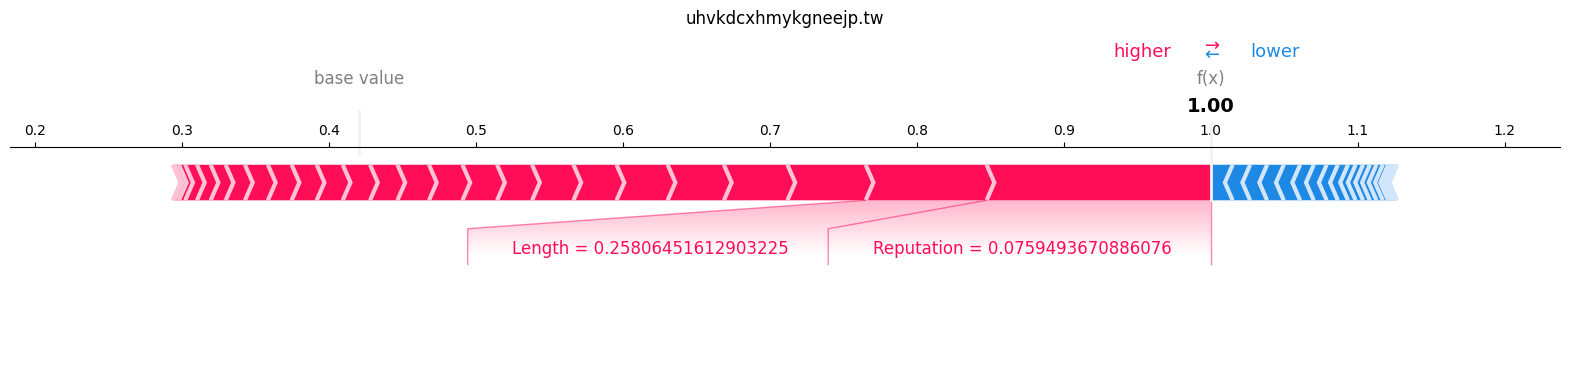 uhvkdcxhmykgneejp.tw
higher ⇄ lower
base value f(x)
1.00
0.2 0.3 0.4 0.5 0.6 0.7 0.8 0.9 1.0 1.1 1.2
Length = 0.25806451612903225 Reputation = 0.0759493670886076